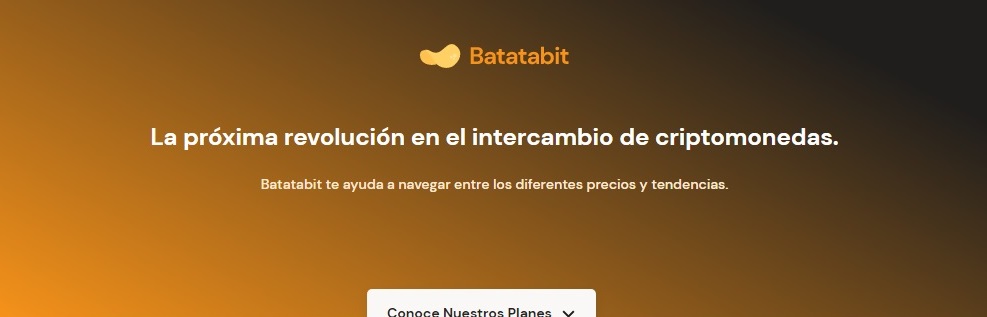 Batatabit
La próxima revolución en el intercambio de criptomonedas.
Batatabit te ayuda a navegar entre los diferentes precios y tendencias.
Conoce Nuestros Planes